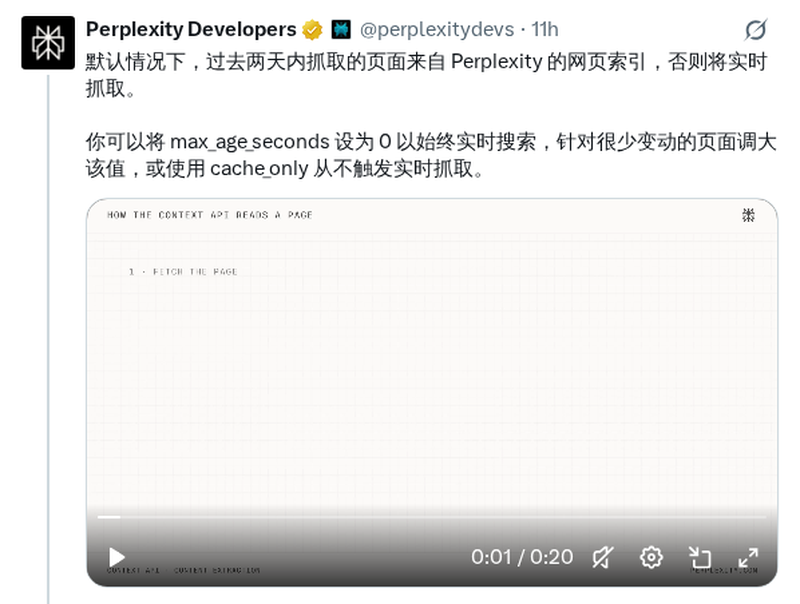 Perplexity Developers @perplexitydevs · 11h
默认情况下，过去两天内抓取的页面来自 Perplexity 的网页索引，否则将实时
抓取。
你可以将 max_age_seconds 设为 0 以始终实时搜索，针对很少变动的页面调大
该值，或使用 cache_only 从不触发实时抓取。
HOW THE CONTEXT API READS A PAGE
1 · FETCH THE PAGE
0:01 / 0:20
CONTEXT API · CONTENT EXTRACTION
PERPLEXITY.COM